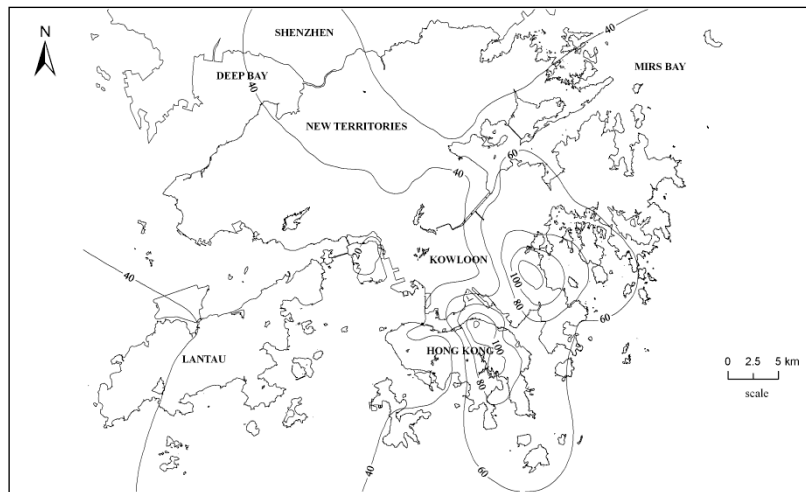 N
SHENZHEN
40
MIRS BAY
DEEP BAY
40
NEW TERRITORIES
60
40
40
20
KOWLOON
100
80
60
HONG KONG
100
LANTAU
80
0 2.5 5 km
scale
40
60